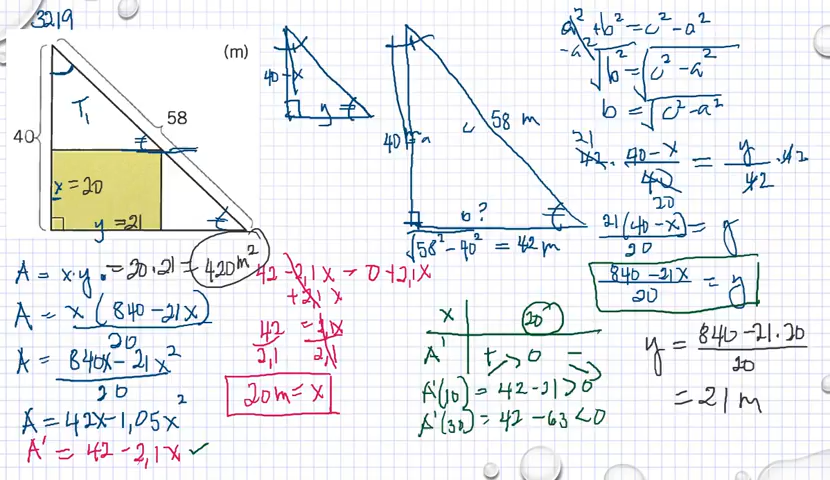 3219
(m)
40
58
T₁
x = 20
y = 21
40 - x
y
40
a
c
58 m
b?
√58² - 40² = 42 m
a² + b² = c² - a²
-a²
√b² = √c² - a²
b = √c² - a²
21
42 · 40 - x / 40 = y / 42 · 42
20
21(40 - x) / 20 = y
840 - 21x / 20 = y
y = 840 - 21·20 / 20
= 21 m
A = x·y = 20·21 = 420 m²
A = x(840 - 21x) / 20
A = 840x - 21x² / 20
A = 42x - 1,05x²
A' = 42 - 2,1x ✓
42 - 2,1x = 0 + 2,1x
+ 2,1x
42 / 2,1 = 2,1x / 2,1
20 m = x
x 20
A' + 0 -
A'(10) = 42 - 21 > 0
A'(30) = 42 - 63 < 0